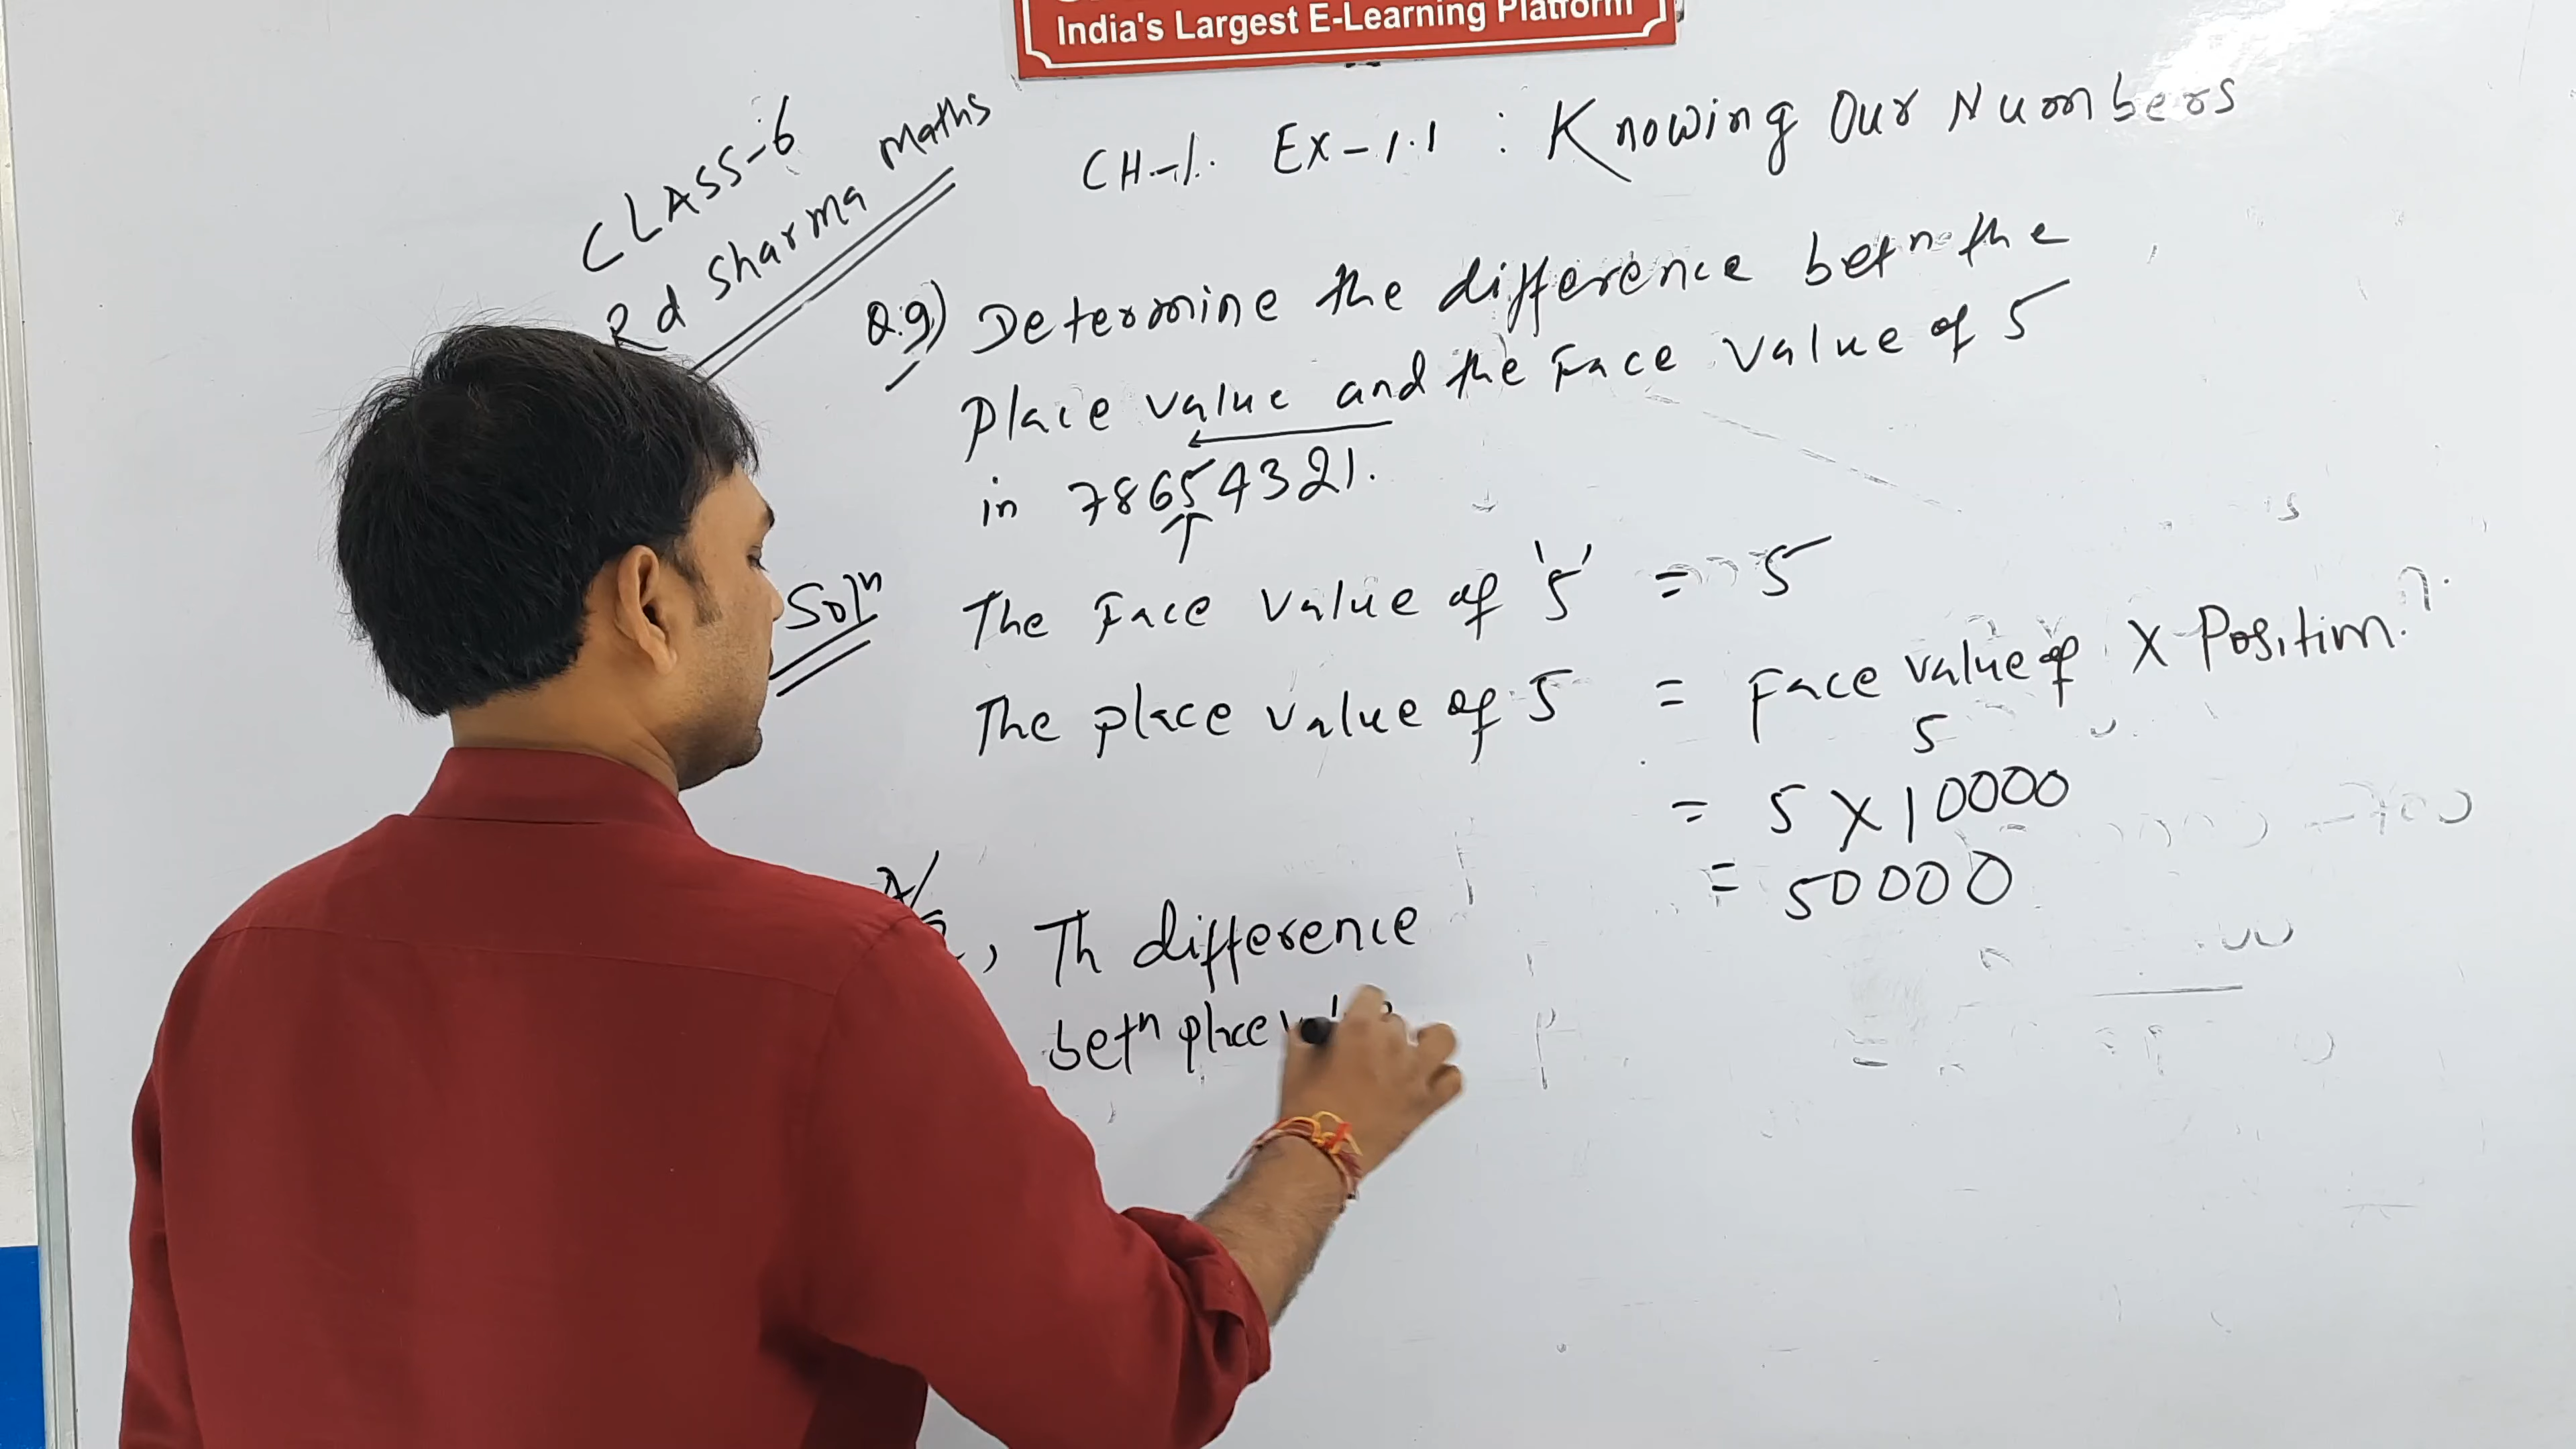 India's Largest E-Learning Platform
CLASS-6
Rd Sharma Maths
CH-1. Ex-1.1 : Knowing Our Numbers
Q.9) Determine the difference betn the
Place value and the Face value of 5
in 78654321.
Soln The Face value of '5' = 5
The place value of 5 = Face value of X Position.
5
= 5 X 10000
= 50000
A/
, Th difference
betn place